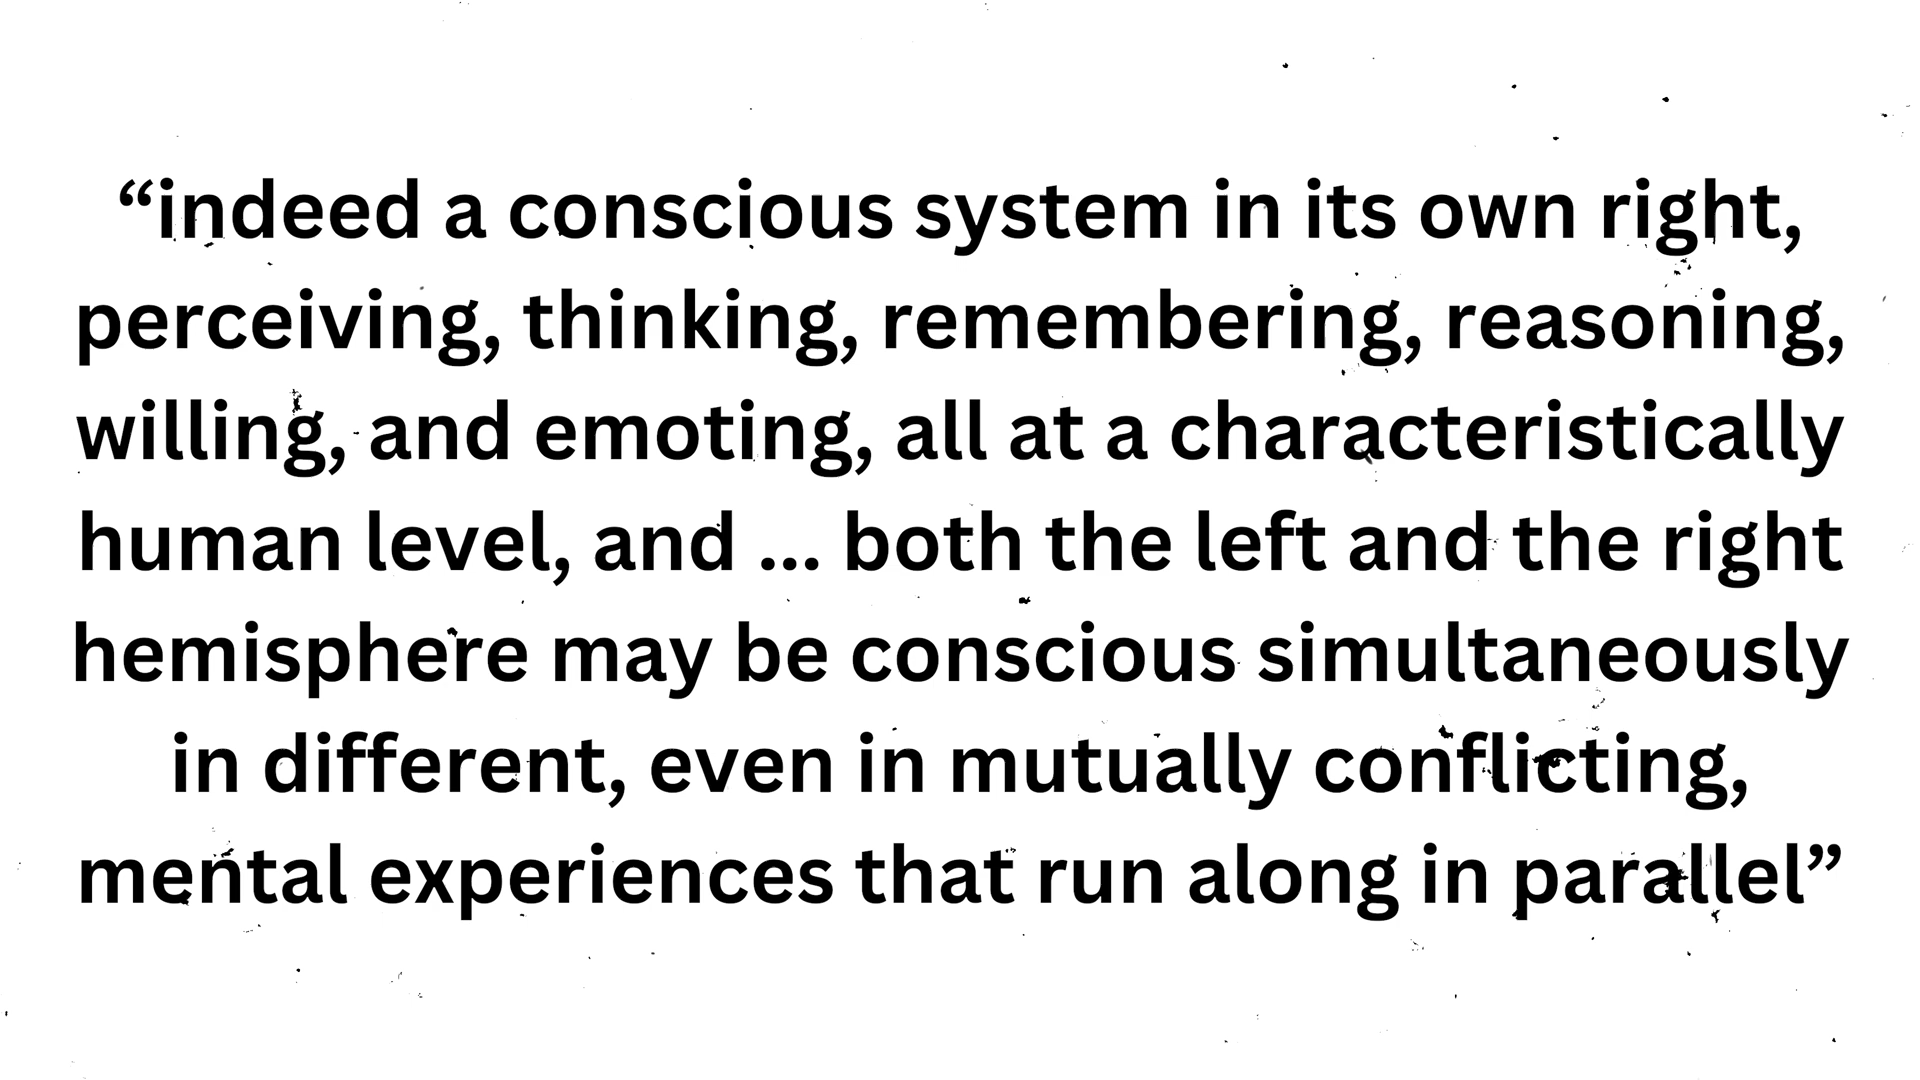 “indeed a conscious system in its own right,
perceiving, thinking, remembering, reasoning,
willing, and emoting, all at a characteristically
human level, and ... both the left and the right
hemisphere may be conscious simultaneously
in different, even in mutually conflicting,
mental experiences that run along in parallel”